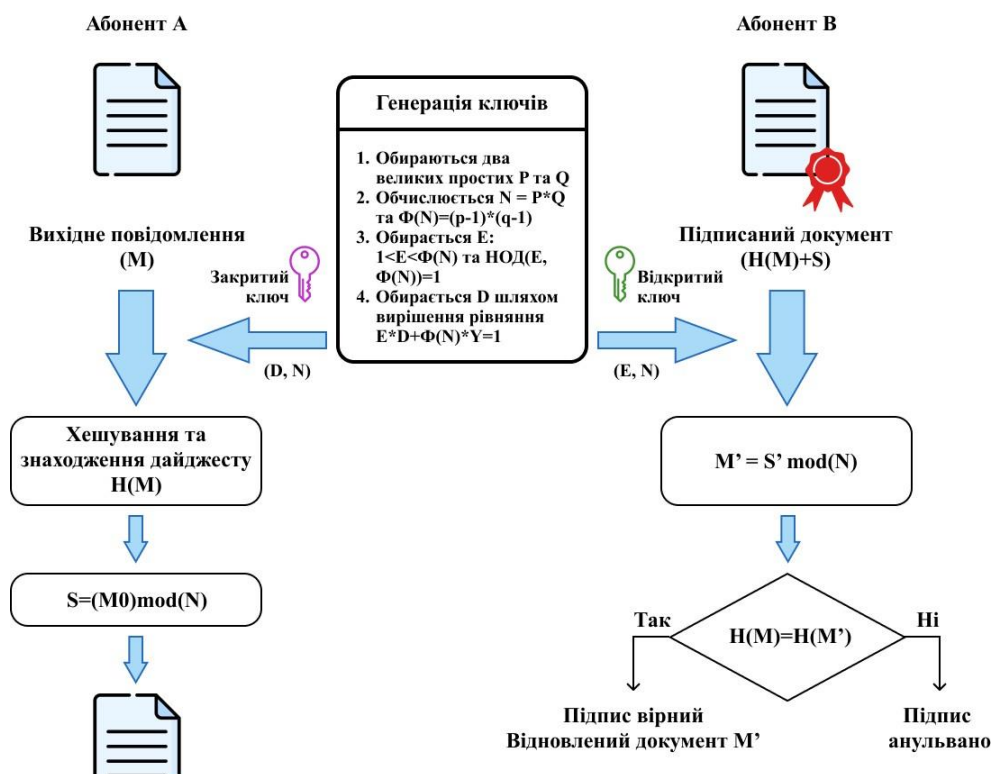 Абонент А
Абонент В
Генерація ключів
1. Обираються два
великих простих P та Q
2. Обчислюється N = P*Q
та Ф(N)=(p-1)*(q-1)
3. Обирається E:
1<E<Ф(N) та НОД(E,
Ф(N))=1
4. Обирається D шляхом
вирішення рівняння
E*D+Ф(N)*Y=1
Вихідне повідомлення
(M)
Закритий
ключ
(D, N)
Підписаний документ
(H(M)+S)
Відкритий
ключ
(E, N)
Хешування та
знаходження дайджесту
H(M)
S=(M0)mod(N)
M’ = S’ mod(N)
H(M)=H(M’)
Так
Ні
Підпис вірний
Відновлений документ M’
Підпис
анульвано